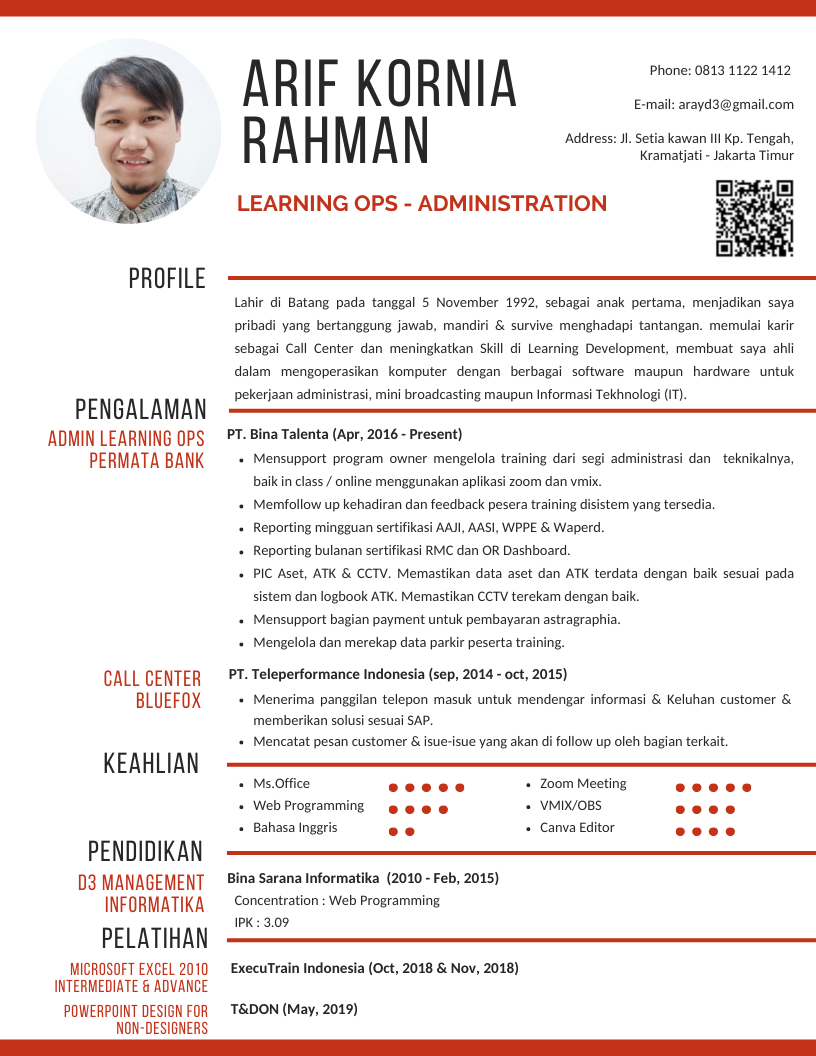 ARIF KORNIA
RAHMAN
LEARNING OPS - ADMINISTRATION
Phone: 0813 1122 1412
E-mail: arayd3@gmail.com
Address: Jl. Setia kawan III Kp. Tengah,
Kramatjati - Jakarta Timur
PROFILE
Lahir di Batang pada tanggal 5 November 1992, sebagai anak pertama, menjadikan saya
pribadi yang bertanggung jawab, mandiri & survive menghadapi tantangan. memulai karir
sebagai Call Center dan meningkatkan Skill di Learning Development, membuat saya ahli
dalam mengoperasikan komputer dengan berbagai software maupun hardware untuk
pekerjaan administrasi, mini broadcasting maupun Informasi Tekhnologi (IT).
PENGALAMAN
ADMIN LEARNING OPS
PERMATA BANK
PT. Bina Talenta (Apr, 2016 - Present)
• Mensupport program owner mengelola training dari segi administrasi dan teknikalnya,
baik in class / online menggunakan aplikasi zoom dan vmix.
• Memfollow up kehadiran dan feedback pesera training disistem yang tersedia.
• Reporting mingguan sertifikasi AAJI, AASI, WPPE & Waperd.
• Reporting bulanan sertifikasi RMC dan OR Dashboard.
• PIC Aset, ATK & CCTV. Memastikan data aset dan ATK terdata dengan baik sesuai pada
sistem dan logbook ATK. Memastikan CCTV terekam dengan baik.
• Mensupport bagian payment untuk pembayaran astragraphia.
• Mengelola dan merekap data parkir peserta training.
CALL CENTER
BLUEFOX
PT. Teleperformance Indonesia (sep, 2014 - oct, 2015)
• Menerima panggilan telepon masuk untuk mendengar informasi & Keluhan customer &
memberikan solusi sesuai SAP.
• Mencatat pesan customer & isue-isue yang akan di follow up oleh bagian terkait.
KEAHLIAN
• Ms.Office
• Web Programming
• Bahasa Inggris
• Zoom Meeting
• VMIX/OBS
• Canva Editor
PENDIDIKAN
D3 MANAGEMENT
INFORMATIKA
Bina Sarana Informatika (2010 - Feb, 2015)
Concentration : Web Programming
IPK : 3.09
PELATIHAN
MICROSOFT EXCEL 2010
INTERMEDIATE & ADVANCE
ExecuTrain Indonesia (Oct, 2018 & Nov, 2018)
POWERPOINT DESIGN FOR
NON-DESIGNERS
T&DON (May, 2019)